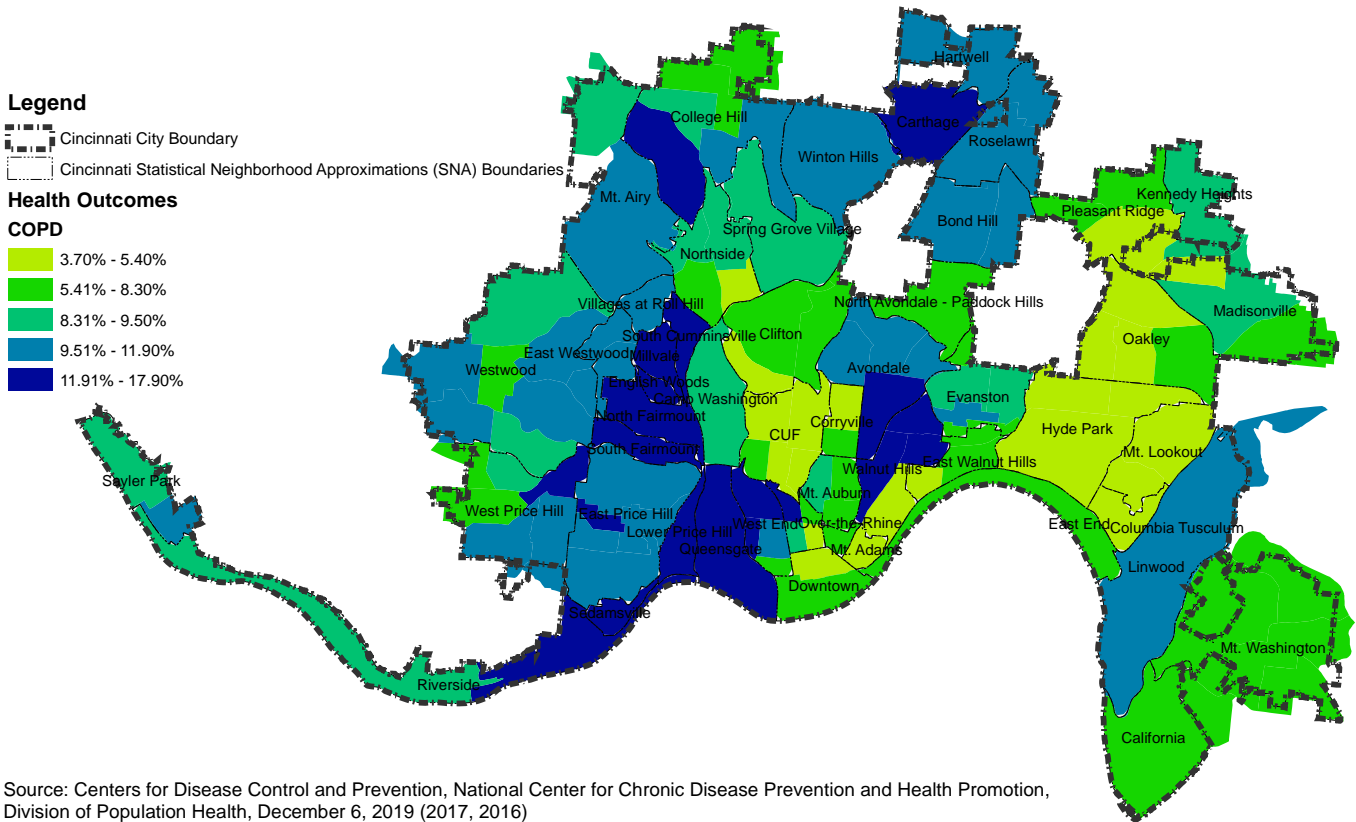 Legend
Cincinnati City Boundary
Cincinnati Statistical Neighborhood Approximations (SNA) Boundaries
Health Outcomes
COPD
3.70% - 5.40%
5.41% - 8.30%
8.31% - 9.50%
9.51% - 11.90%
11.91% - 17.90%
Hartwell
College Hill
Carthage
Roselawn
Winton Hills
Mt. Airy
Kennedy Heights
Pleasant Ridge
Bond Hill
Spring Grove Village
Northside
Villages at Roll Hill
North Avondale - Paddock Hills
Madisonville
South Cumminsville
Clifton
Oakley
East Westwood
Millvale
Westwood
Avondale
English Woods
Camp Washington
Evanston
North Fairmount
Corryville
CUF
Hyde Park
South Fairmount
Mt. Lookout
Walnut Hills
East Walnut Hills
Sayler Park
Mt. Auburn
West Price Hill
East Price Hill
West End
Over-the-Rhine
East End
Columbia Tusculum
Lower Price Hill
Queensgate
Mt. Adams
Linwood
Downtown
Sedamsville
Mt. Washington
Riverside
California
Source: Centers for Disease Control and Prevention, National Center for Chronic Disease Prevention and Health Promotion,
Division of Population Health, December 6, 2019 (2017, 2016)